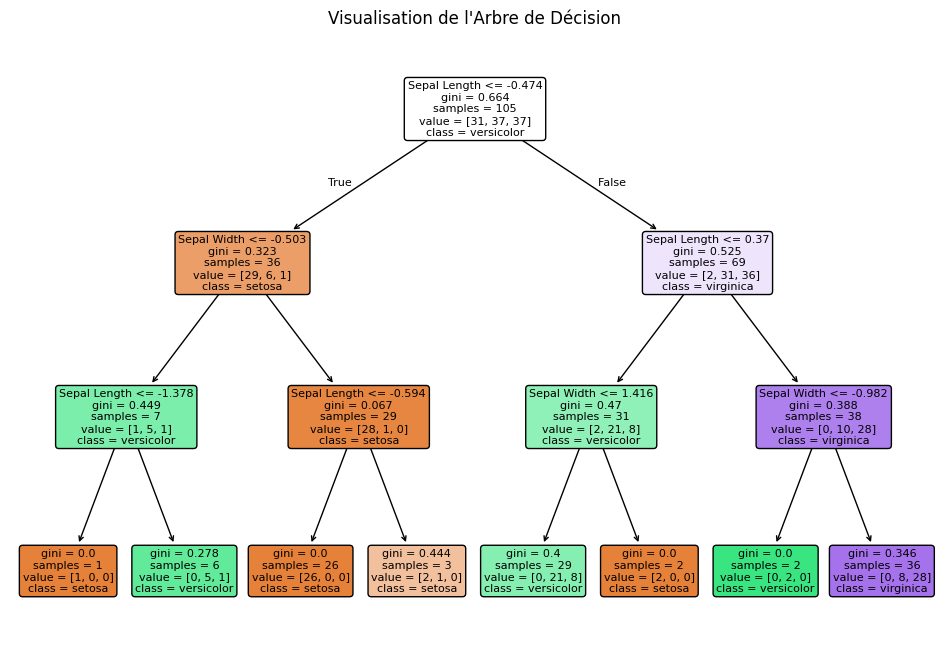 Visualisation de l'Arbre de Décision
Sepal Length <= -0.474
gini = 0.664
samples = 105
value = [31, 37, 37]
class = versicolor
True
False
Sepal Width <= -0.503
gini = 0.323
samples = 36
value = [29, 6, 1]
class = setosa
Sepal Length <= 0.37
gini = 0.525
samples = 69
value = [2, 31, 36]
class = virginica
Sepal Length <= -1.378
gini = 0.449
samples = 7
value = [1, 5, 1]
class = versicolor
Sepal Length <= -0.594
gini = 0.067
samples = 29
value = [28, 1, 0]
class = setosa
Sepal Width <= 1.416
gini = 0.47
samples = 31
value = [2, 21, 8]
class = versicolor
Sepal Width <= -0.982
gini = 0.388
samples = 38
value = [0, 10, 28]
class = virginica
gini = 0.0
samples = 1
value = [1, 0, 0]
class = setosa
gini = 0.278
samples = 6
value = [0, 5, 1]
class = versicolor
gini = 0.0
samples = 26
value = [26, 0, 0]
class = setosa
gini = 0.444
samples = 3
value = [2, 1, 0]
class = setosa
gini = 0.4
samples = 29
value = [0, 21, 8]
class = versicolor
gini = 0.0
samples = 2
value = [2, 0, 0]
class = setosa
gini = 0.0
samples = 2
value = [0, 2, 0]
class = versicolor
gini = 0.346
samples = 36
value = [0, 8, 28]
class = virginica